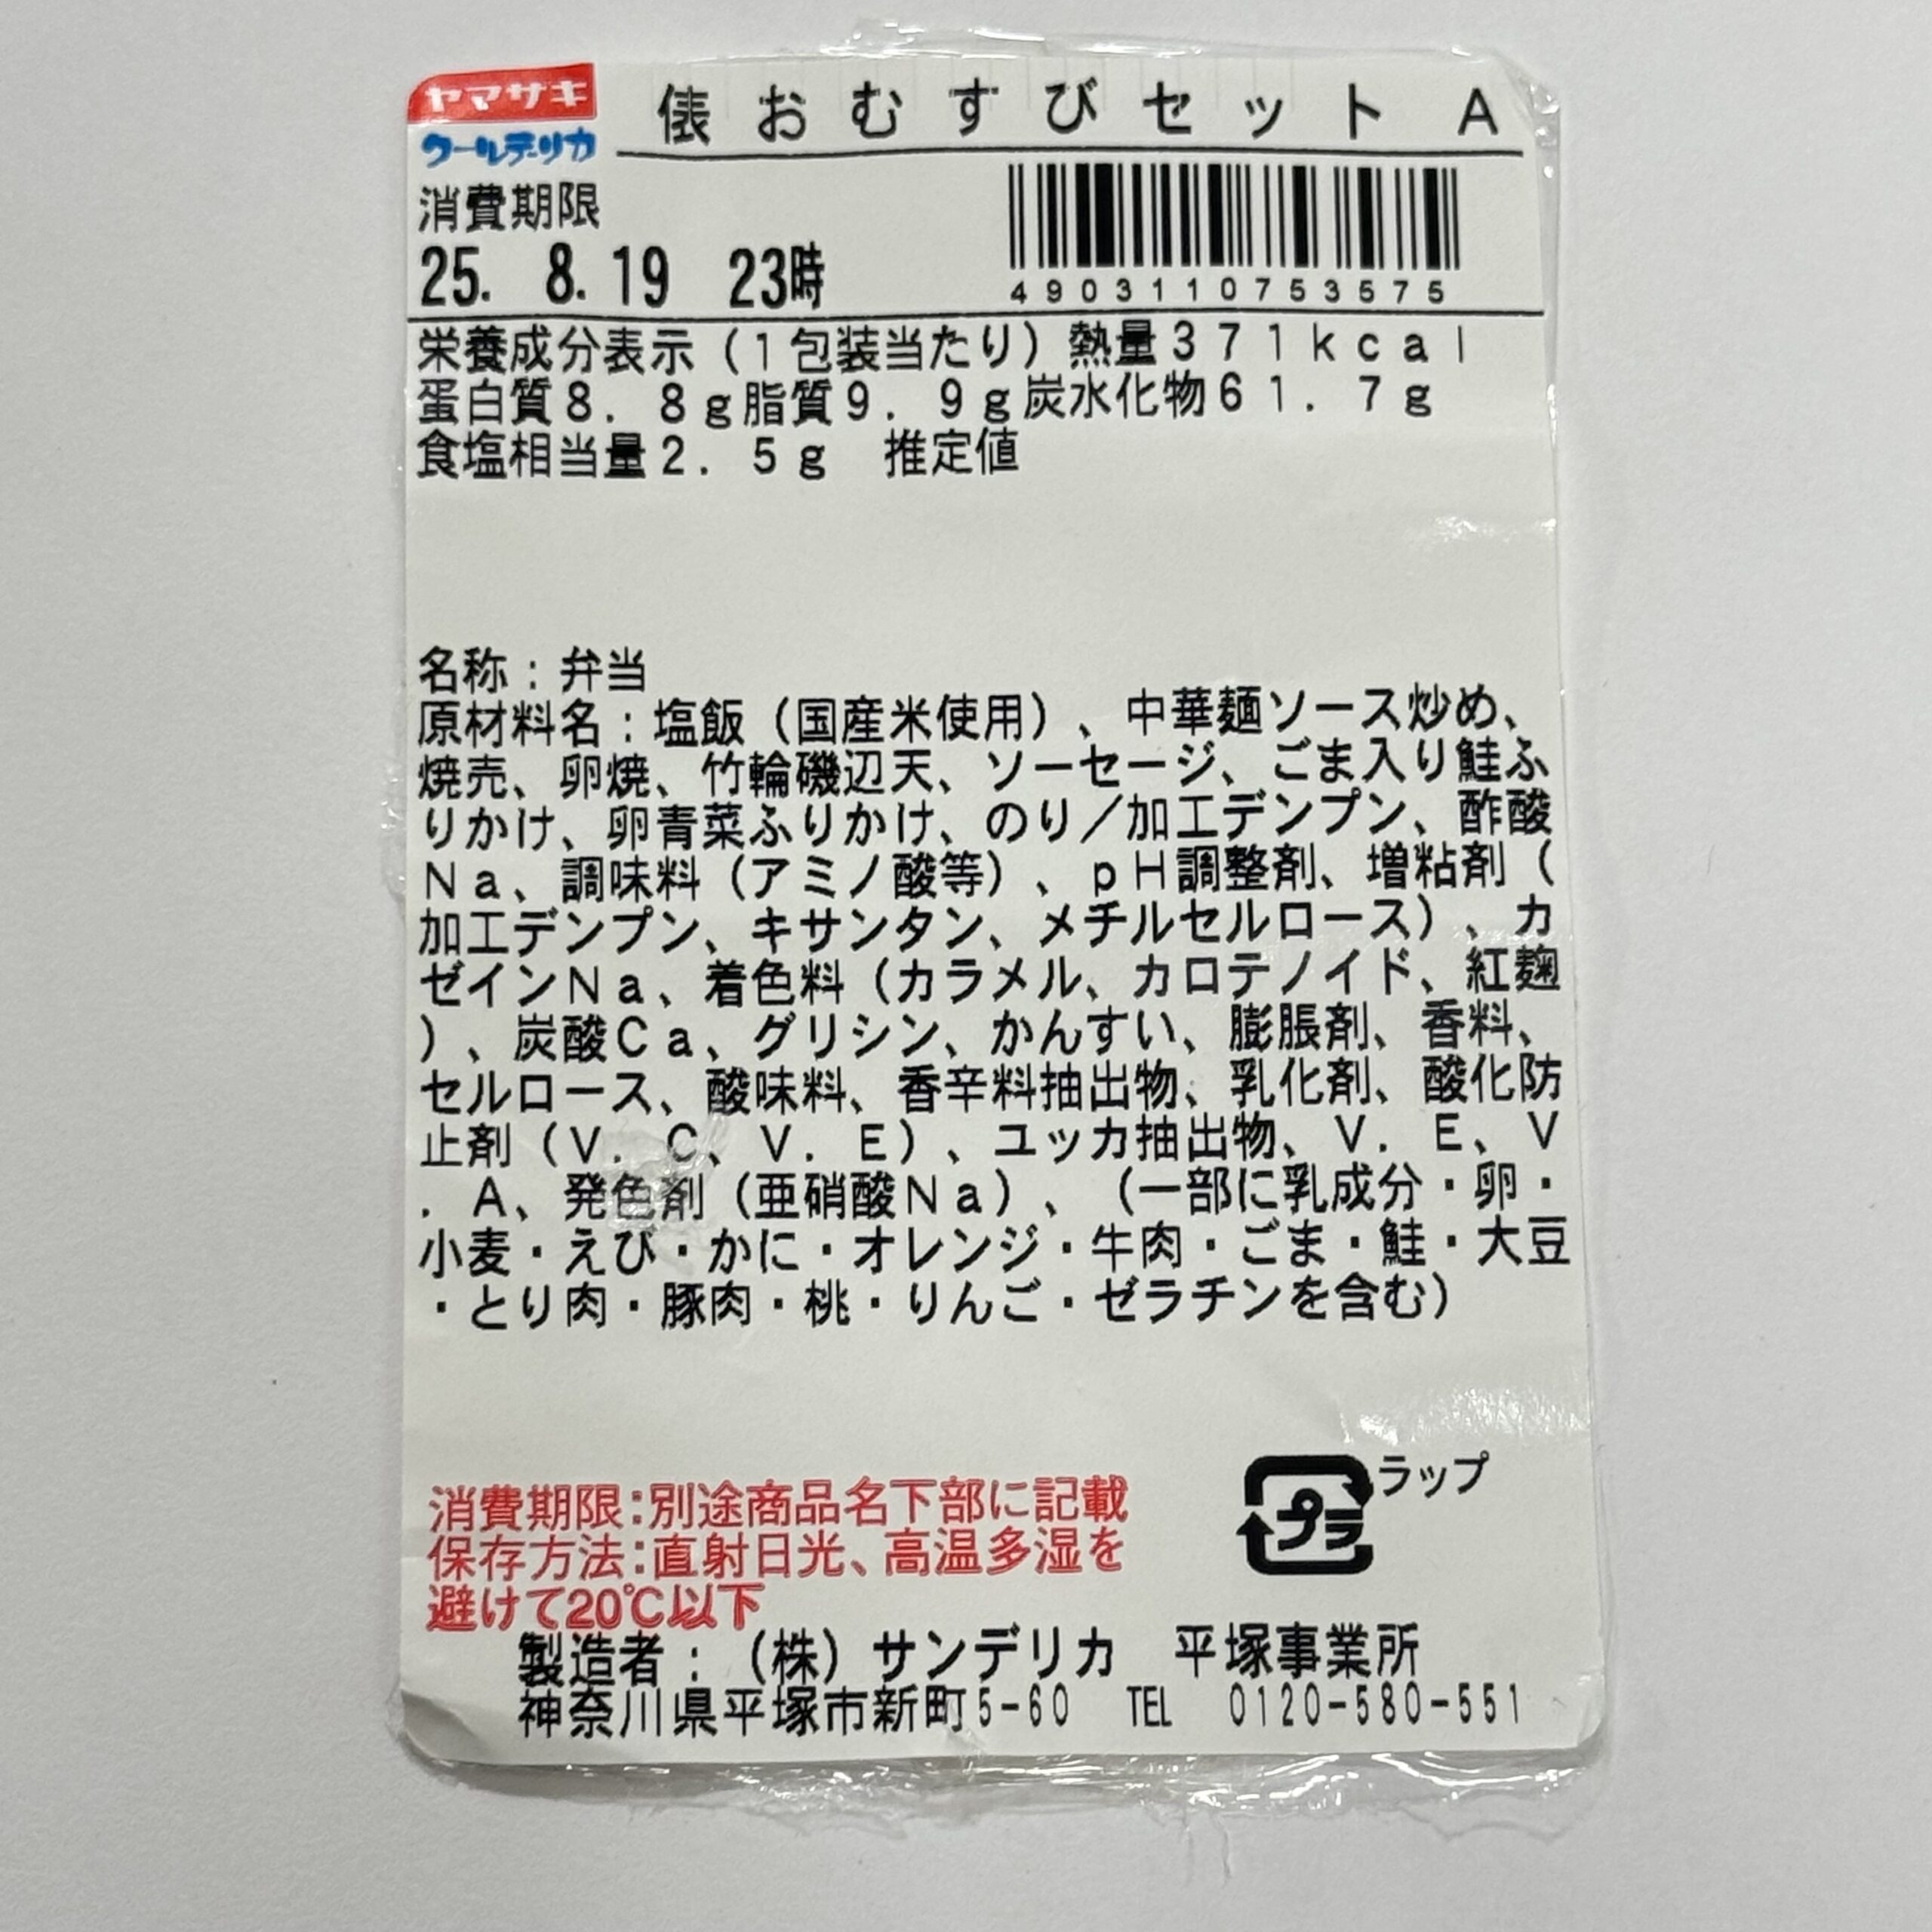 ヤマザキ
クールデリカ
俵おむすびセットA
消費期限
25. 8. 19 23時
4903110753575
栄養成分表示(1包装当たり)熱量371kcal
蛋白質8.8g脂質9.9g炭水化物61.7g
食塩相当量2.5g 推定値
名称:弁当
原材料名:塩飯(国産米使用)、中華麺ソース炒め、
焼売、卵焼、竹輪磯辺天、ソーセージ、ごま入り鮭ふ
りかけ、卵青菜ふりかけ、のり/加工デンプン、酢酸
Na、調味料(アミノ酸等)、pH調整剤、増粘剤(
加工デンプン、キサンタン、メチルセルロース)、カ
ゼインNa、着色料(カラメル、カロテノイド、紅麹
)、炭酸Ca、グリシン、かんすい、膨脹剤、香料、
セルロース、酸味料、香辛料抽出物、乳化剤、酸化防
止剤(V.C、V.E)、ユッカ抽出物、V.E、V
.A、発色剤(亜硝酸Na)、(一部に乳成分・卵・
小麦・えび・かに・オレンジ・牛肉・ごま・鮭・大豆
・とり肉・豚肉・桃・りんご・ゼラチンを含む)
消費期限:別途商品名下部に記載
保存方法:直射日光、高温多湿を
避けて20℃以下
プラ
ラップ
製造者:(株)サンデリカ 平塚事業所
神奈川県平塚市新町5-60 TEL 0120-580-551